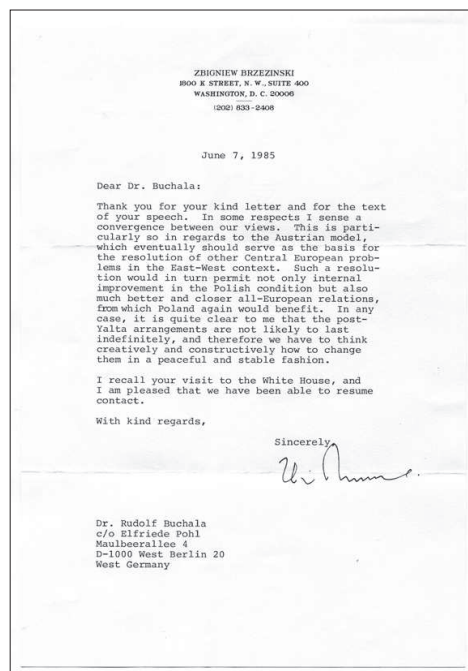 ZBIGNIEW BRZEZINSKI
1800 K STREET, N. W., SUITE 400
WASHINGTON, D. C. 20006
(202) 833-2408
June 7, 1985
Dear Dr. Buchala:
Thank you for your kind letter and for the text
of your speech. In some respects I sense a
convergence between our views. This is parti-
cularly so in regards to the Austrian model,
which eventually should serve as the basis for
the resolution of other Central European prob-
lems in the East-West context. Such a resolu-
tion would in turn permit not only internal
improvement in the Polish condition but also
much better and closer all-European relations,
from which Poland again would benefit. In any
case, it is quite clear to me that the post-
Yalta arrangements are not likely to last
indefinitely, and therefore we have to think
creatively and constructively how to change
them in a peaceful and stable fashion.
I recall your visit to the White House, and
I am pleased that we have been able to resume
contact.
With kind regards,
Sincerely,
Dr. Rudolf Buchala
c/o Elfriede Pohl
Maulbeerallee 4
D-1000 West Berlin 20
West Germany